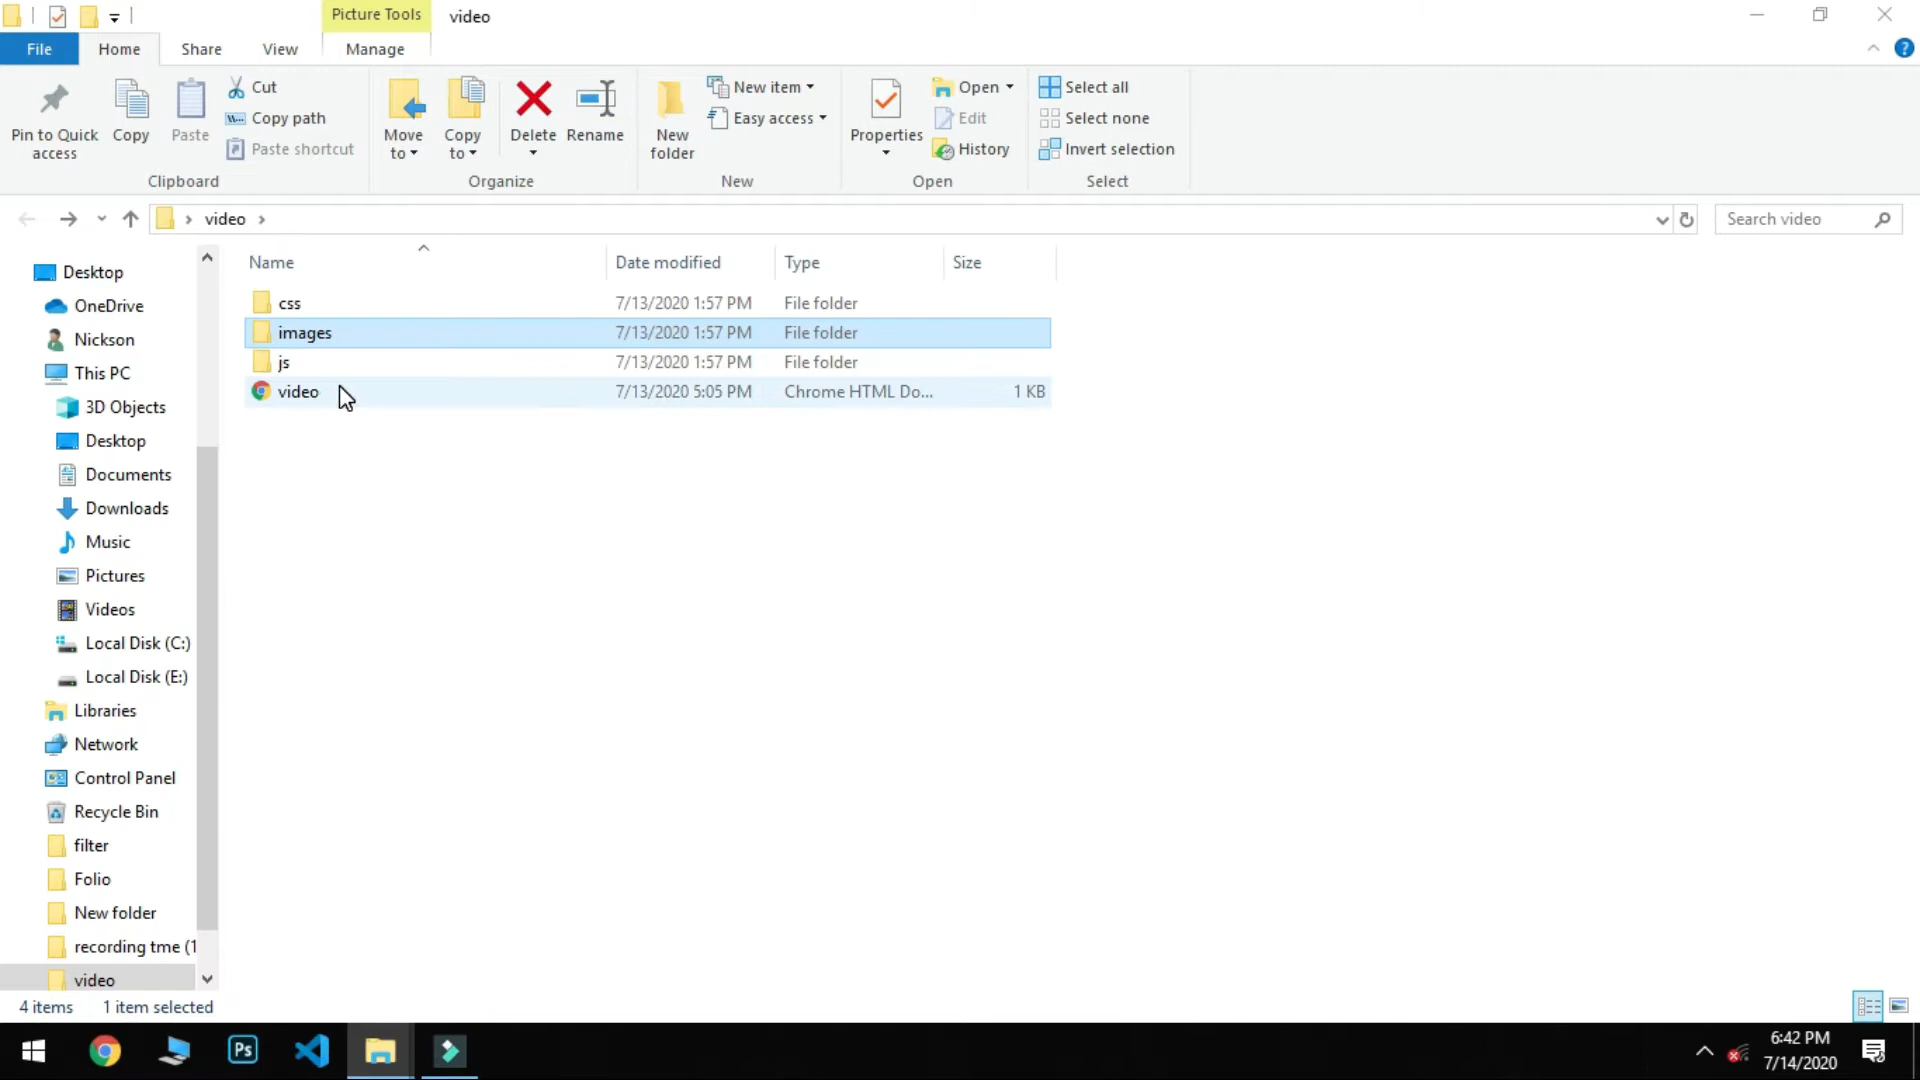 Picture Tools
video
File
Home
Share
View
Manage
Pin to Quick access
Copy
Paste
Cut
Copy path
Paste shortcut
Clipboard
Move to
Copy to
Delete
Rename
Organize
New folder
New item
Easy access
New
Properties
Open
Edit
History
Open
Select all
Select none
Invert selection
Select
video
Search video
Name
Date modified
Type
Size
css
7/13/2020 1:57 PM
File folder
images
7/13/2020 1:57 PM
File folder
js
7/13/2020 1:57 PM
File folder
video
7/13/2020 5:05 PM
Chrome HTML Do...
1 KB
Desktop
OneDrive
Nickson
This PC
3D Objects
Desktop
Documents
Downloads
Music
Pictures
Videos
Local Disk (C:)
Local Disk (E:)
Libraries
Network
Control Panel
Recycle Bin
filter
Folio
New folder
recording tme (1
video
4 items
1 item selected
Ps
6:42 PM
7/14/2020